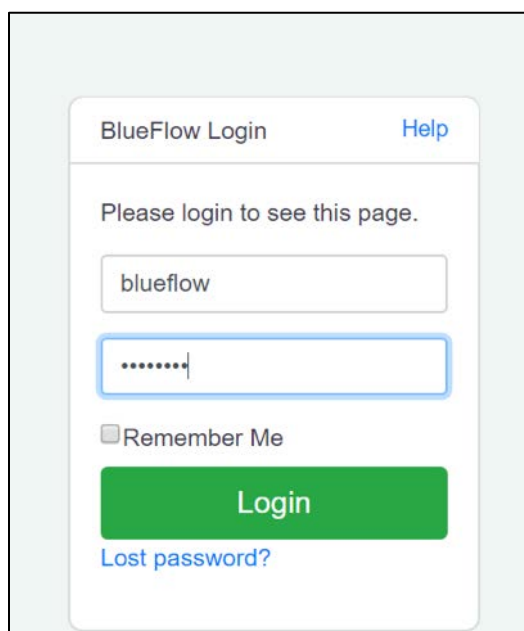 BlueFlow Login Help
Please login to see this page.
blueflow
••••••••
Remember Me
Login
Lost password?